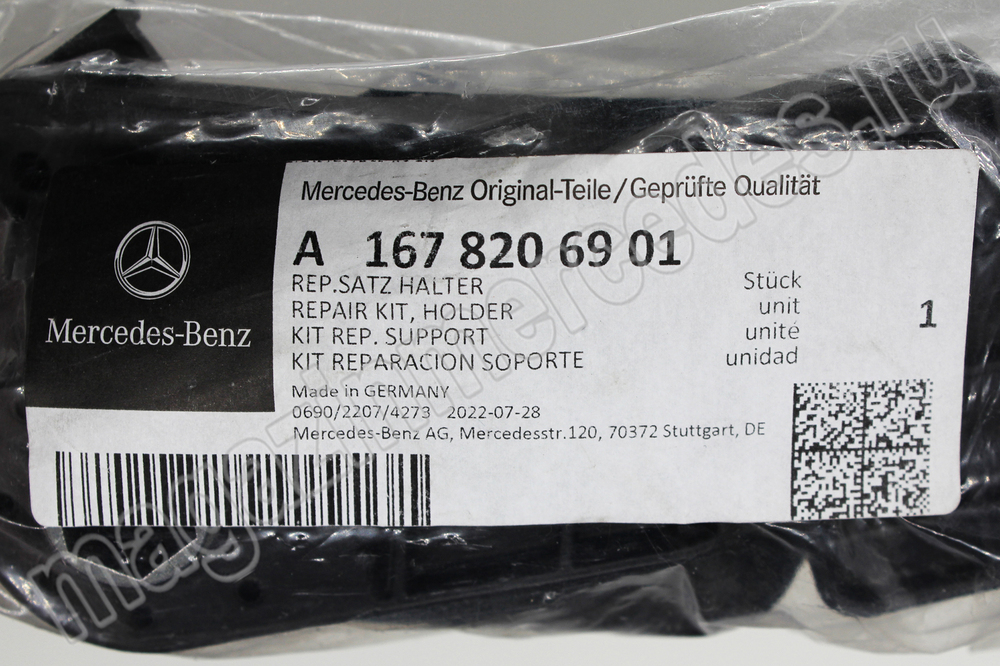 Mercedes-Benz Original-Teile/Geprüfte Qualität
A 167 820 69 01
REP.SATZ HALTER Stück
REPAIR KIT, HOLDER unit
KIT REP. SUPPORT unité
KIT REPARACION SOPORTE unidad
1
Made in GERMANY
0690/2207/4273 2022-07-28
Mercedes-Benz AG, Mercedesstr.120, 70372 Stuttgart, DE
Mercedes-Benz
magazinmercedes.ru